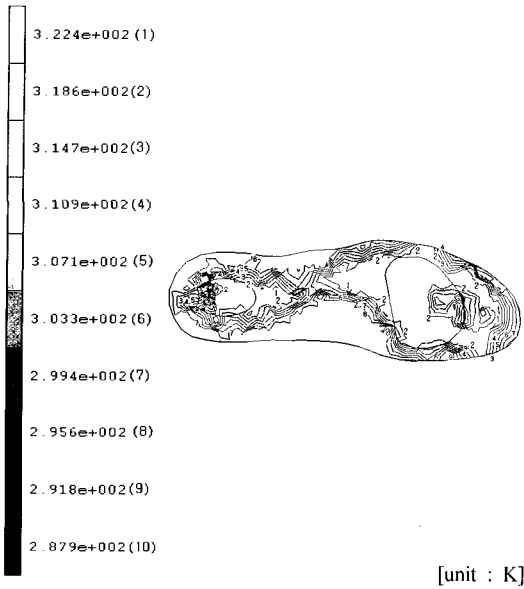 3.224e+002 (1)
3.186e+002(2)
3.147e+002(3)
3.109e+002(4)
3.071e+002 (5)
3.033e+002 (6)
2.994e+002 (7)
2.956e+002 (8)
2.918e+002(9)
2.879e+002 (10)
[unit : K]